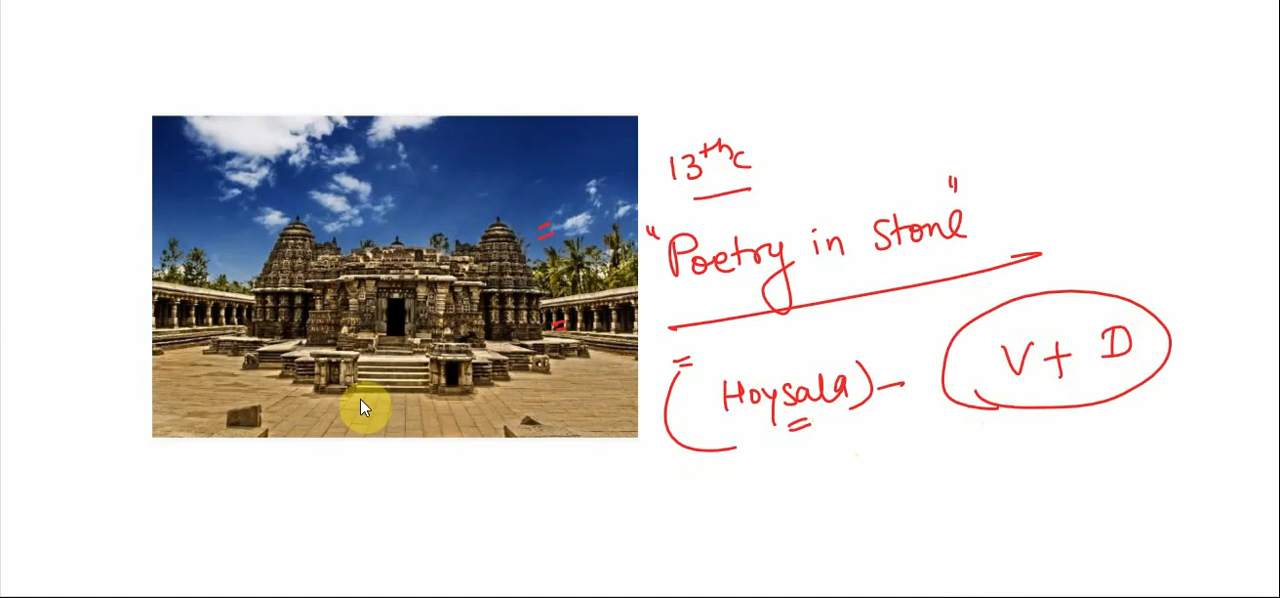 13th c
"Poetry in Stone"
(Hoysala) - V + D